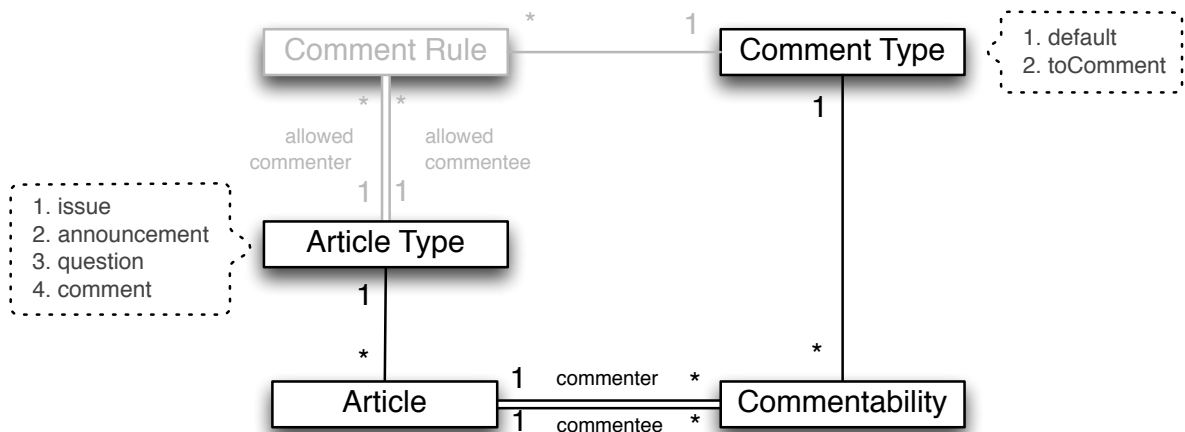 * 1
Comment Rule
Comment Type
1. default
2. toComment
* *
1
allowed commenter
allowed commentee
1 1
1. issue
2. announcement
3. question
4. comment
Article Type
1
*
*
1 commenter *
Article
Commentability
1 commentee *